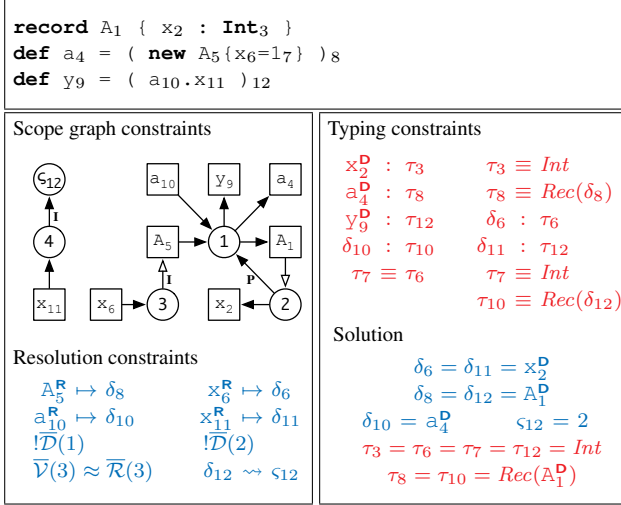 record A₁ { x₂ : Int₃ }
def a₄ = ( new A₅{x₆=1₇} )₈
def y₉ = ( a₁₀.x₁₁ )₁₂
Scope graph constraints
ς₁₂
a₁₀ y₉ a₄
I
4 A₅ 1 A₁
I P
x₁₁ x₆ 3 x₂ 2
Resolution constraints
A₅ᴿ ↦ δ₈ x₆ᴿ ↦ δ₆
a₁₀ᴿ ↦ δ₁₀ x₁₁ᴿ ↦ δ₁₁
!D̅(1) !D̅(2)
V̅(3) ≈ R̅(3) δ₁₂ ⇝ ς₁₂
Typing constraints
x₂ᴰ : τ₃ τ₃ ≡ Int
a₄ᴰ : τ₈ τ₈ ≡ Rec(δ₈)
y₉ᴰ : τ₁₂ δ₆ : τ₆
δ₁₀ : τ₁₀ δ₁₁ : τ₁₂
τ₇ ≡ τ₆ τ₇ ≡ Int
τ₁₀ ≡ Rec(δ₁₂)
Solution
δ₆ = δ₁₁ = x₂ᴰ
δ₈ = δ₁₂ = A₁ᴰ
δ₁₀ = a₄ᴰ ς₁₂ = 2
τ₃ = τ₆ = τ₇ = τ₁₂ = Int
τ₈ = τ₁₀ = Rec(A₁ᴰ)